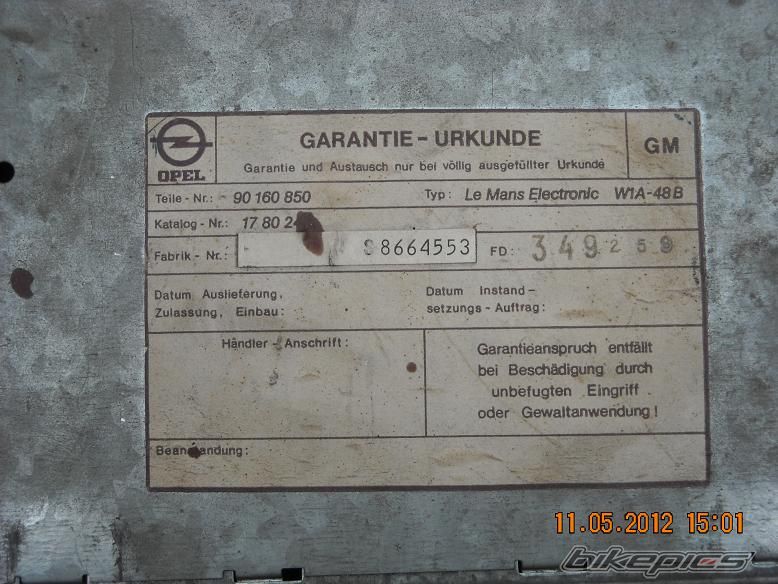 OPEL
GARANTIE - URKUNDE
GM
Garantie und Austausch nur bei völlig ausgefüllter Urkunde
Teile - Nr.: 90 160 850 Typ: Le Mans Electronic W1A-48B
Katalog - Nr.: 17 80
Fabrik - Nr.: S8664553 FD: 349 259
Datum Auslieferung, Datum Instand -
Zulassung, Einbau: setzungs - Auftrag:
Händler - Anschrift:
Garantieanspruch entfällt
bei Beschädigung durch
unbefugten Eingriff
oder Gewaltanwendung!
Beanstandung:
11.05.2012 15:01
bikepics